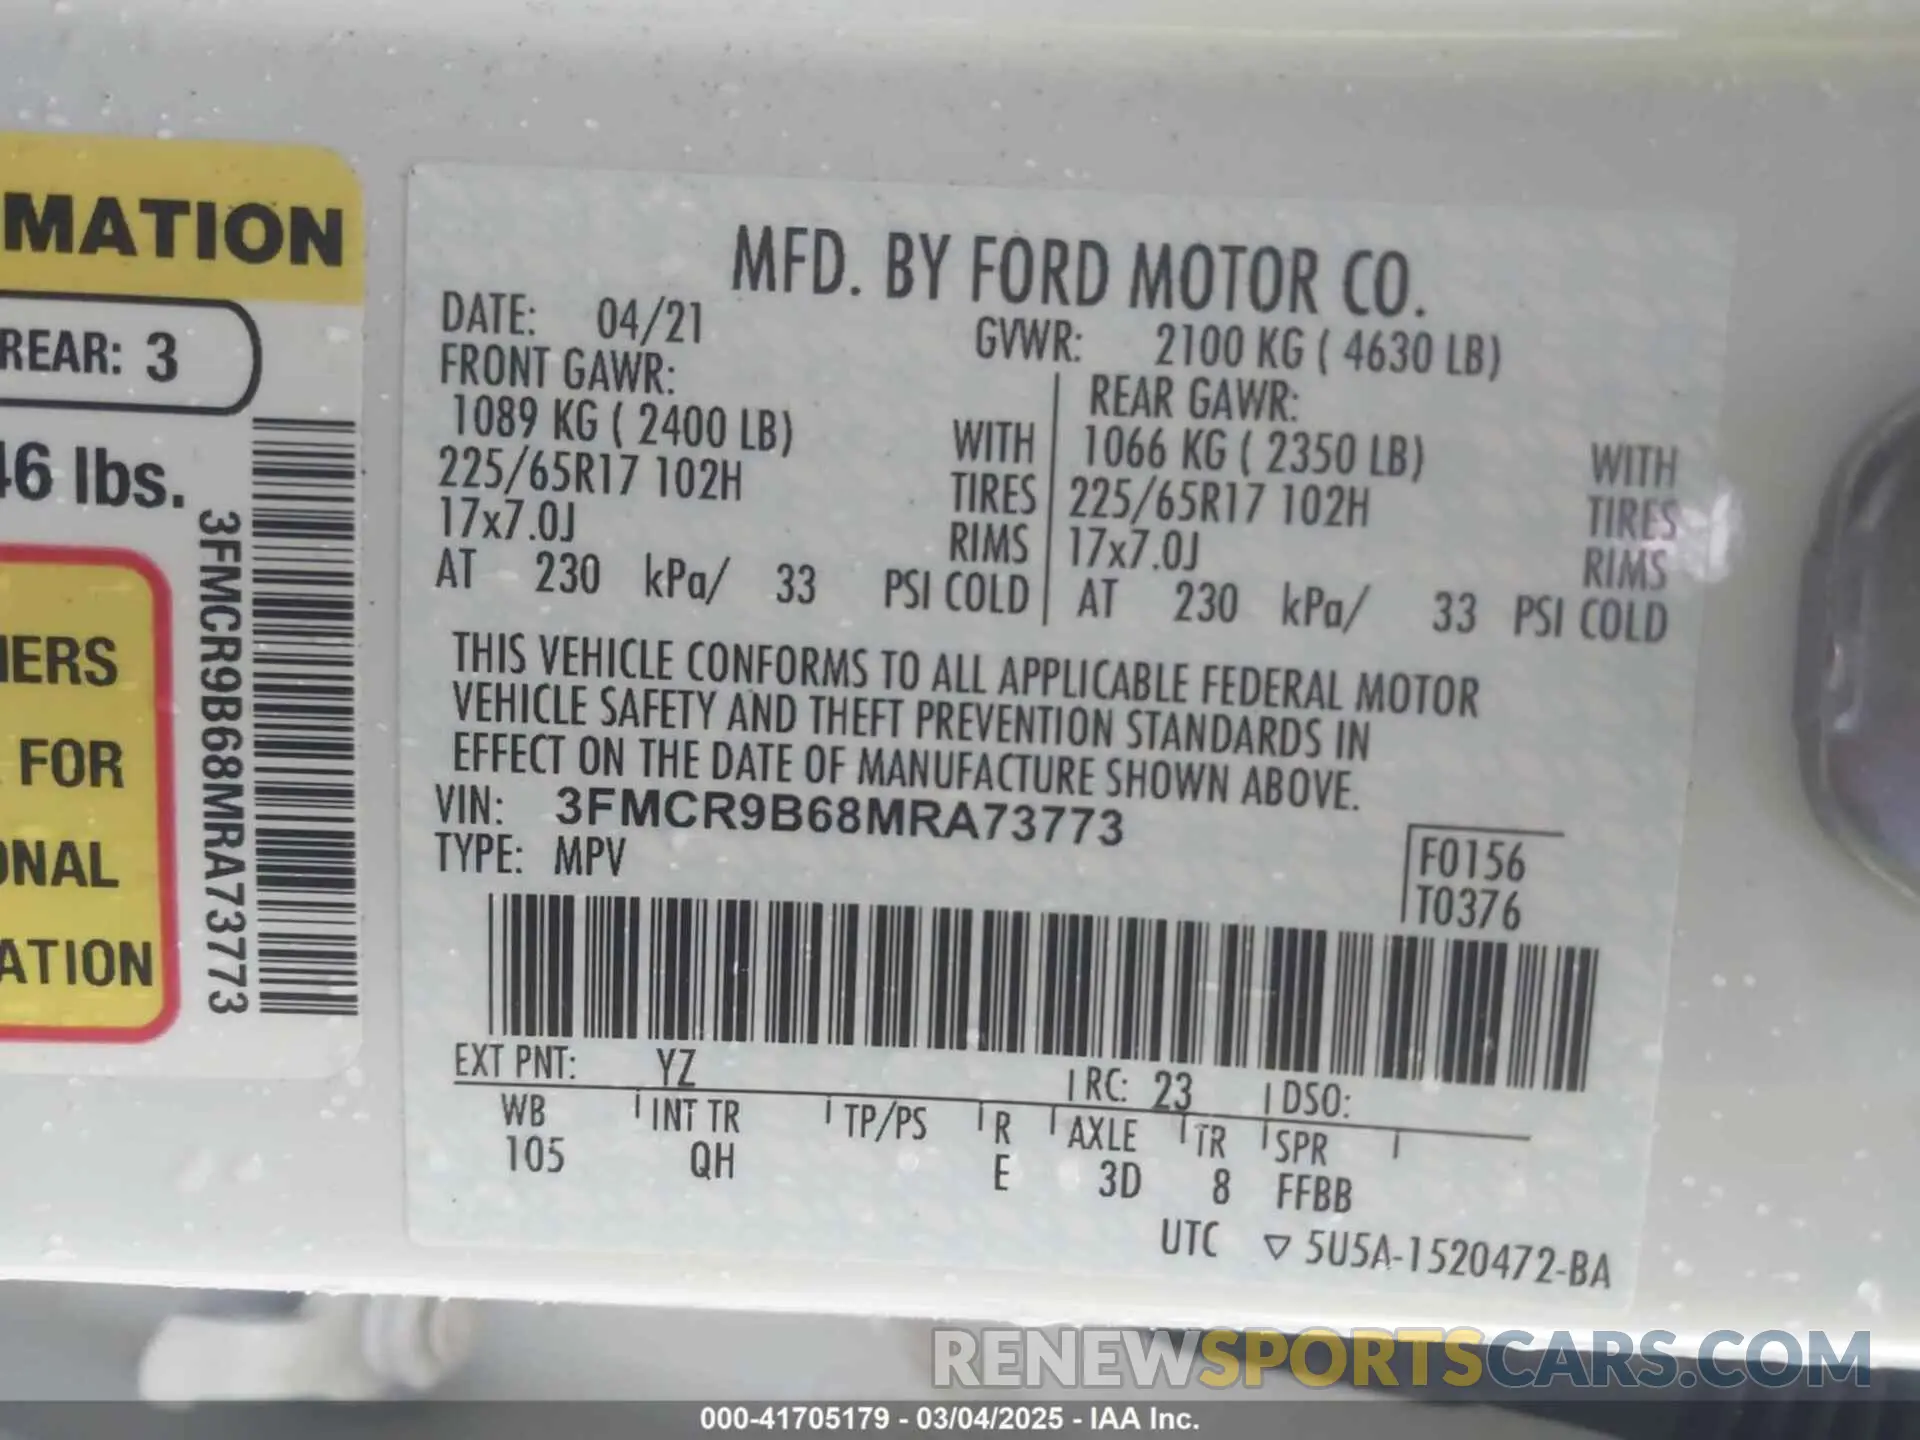 MATION
REAR: 3
46 lbs.
3FMCR9B68MRA73773
FOR
ONAL
MFD. BY FORD MOTOR CO.
DATE: 04/21 GVWR: 2100 KG ( 4630 LB)
FRONT GAWR: REAR GAWR:
1089 KG ( 2400 LB) WITH 1066 KG ( 2350 LB) WITH
225/65R17 102H TIRES 225/65R17 102H TIRES
17x7.0J RIMS 17x7.0J RIMS
AT 230 kPa/ 33 PSI COLD AT 230 kPa/ 33 PSI COLD
THIS VEHICLE CONFORMS TO ALL APPLICABLE FEDERAL MOTOR
VEHICLE SAFETY AND THEFT PREVENTION STANDARDS IN
EFFECT ON THE DATE OF MANUFACTURE SHOWN ABOVE.
VIN: 3FMCR9B68MRA73773
TYPE: MPV
F0156
T0376
EXT PNT: YZ RC: 23 DSO:
WB INT TR TP/PS R AXLE TR SPR
105 QH E 3D 8 FFBB
UTC ▽ 5U5A-1520472-BA
RENEWSPORTSCARS.COM
000-41705179 - 03/04/2025 - IAA Inc.